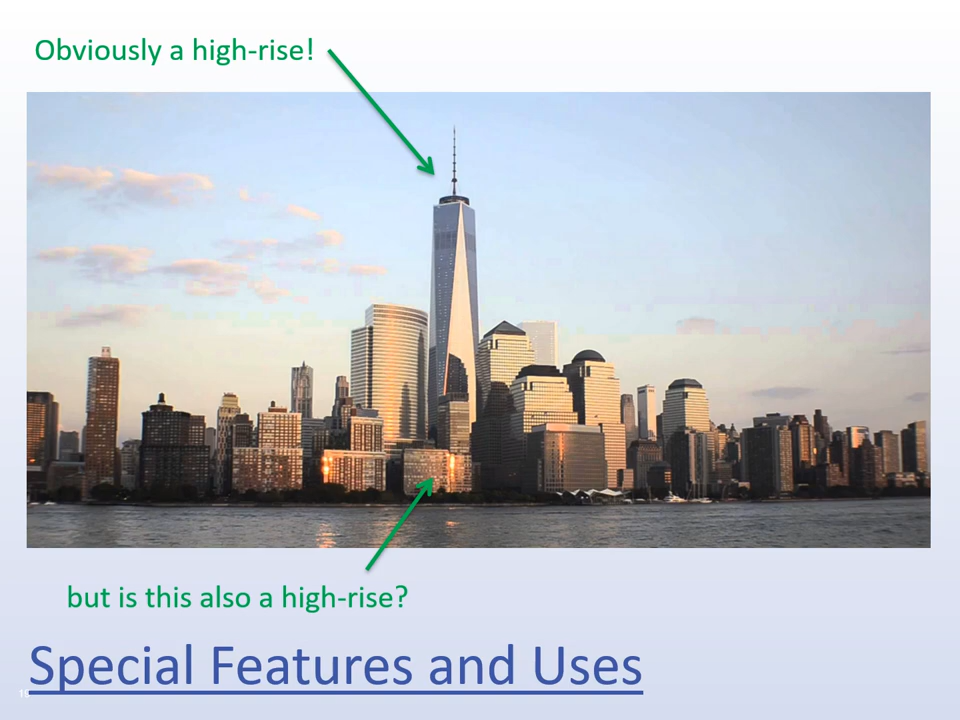 Obviously a high-rise!
but is this also a high-rise?
Special Features and Uses